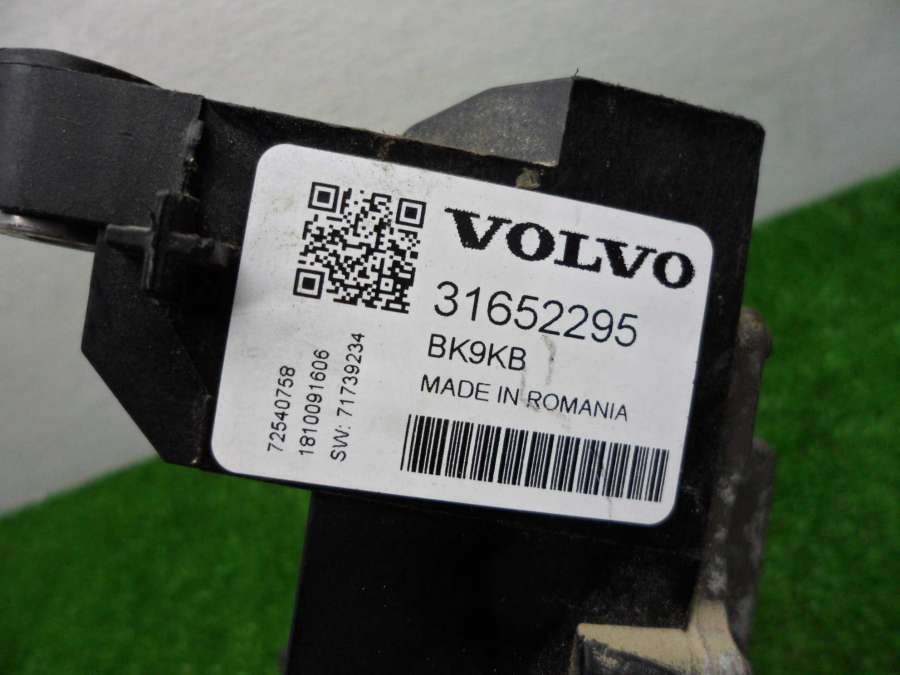 VOLVO
31652295
BK9KB
MADE IN ROMANIA
72540758
1810091606
SW: 71739234